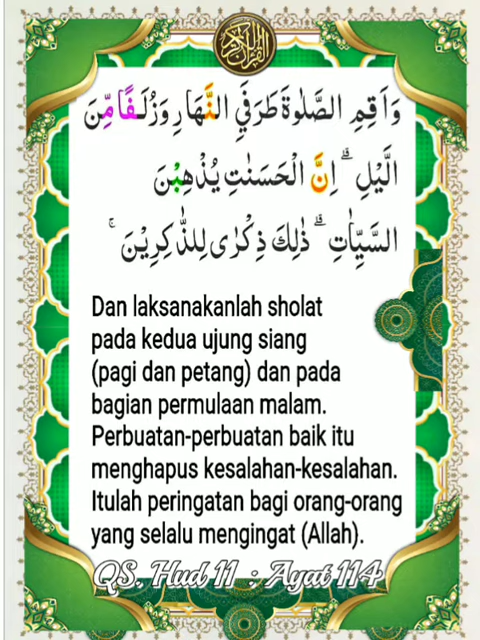 وَاَقِمِ الصَّلٰوةَ طَرَفَيِ النَّهَارِ وَزُلَفًا مِّنَ
الَّيْلِ ۗ اِنَّ الْحَسَنٰتِ يُذْهِبْنَ
السَّيِّاٰتِ ۗ ذٰلِكَ ذِكْرٰى لِلذّٰكِرِيْنَ ۚ
Dan laksanakanlah sholat
pada kedua ujung siang
(pagi dan petang) dan pada
bagian permulaan malam.
Perbuatan-perbuatan baik itu
menghapus kesalahan-kesalahan.
Itulah peringatan bagi orang-orang
yang selalu mengingat (Allah).
QS. Hud 11 : Ayat 114